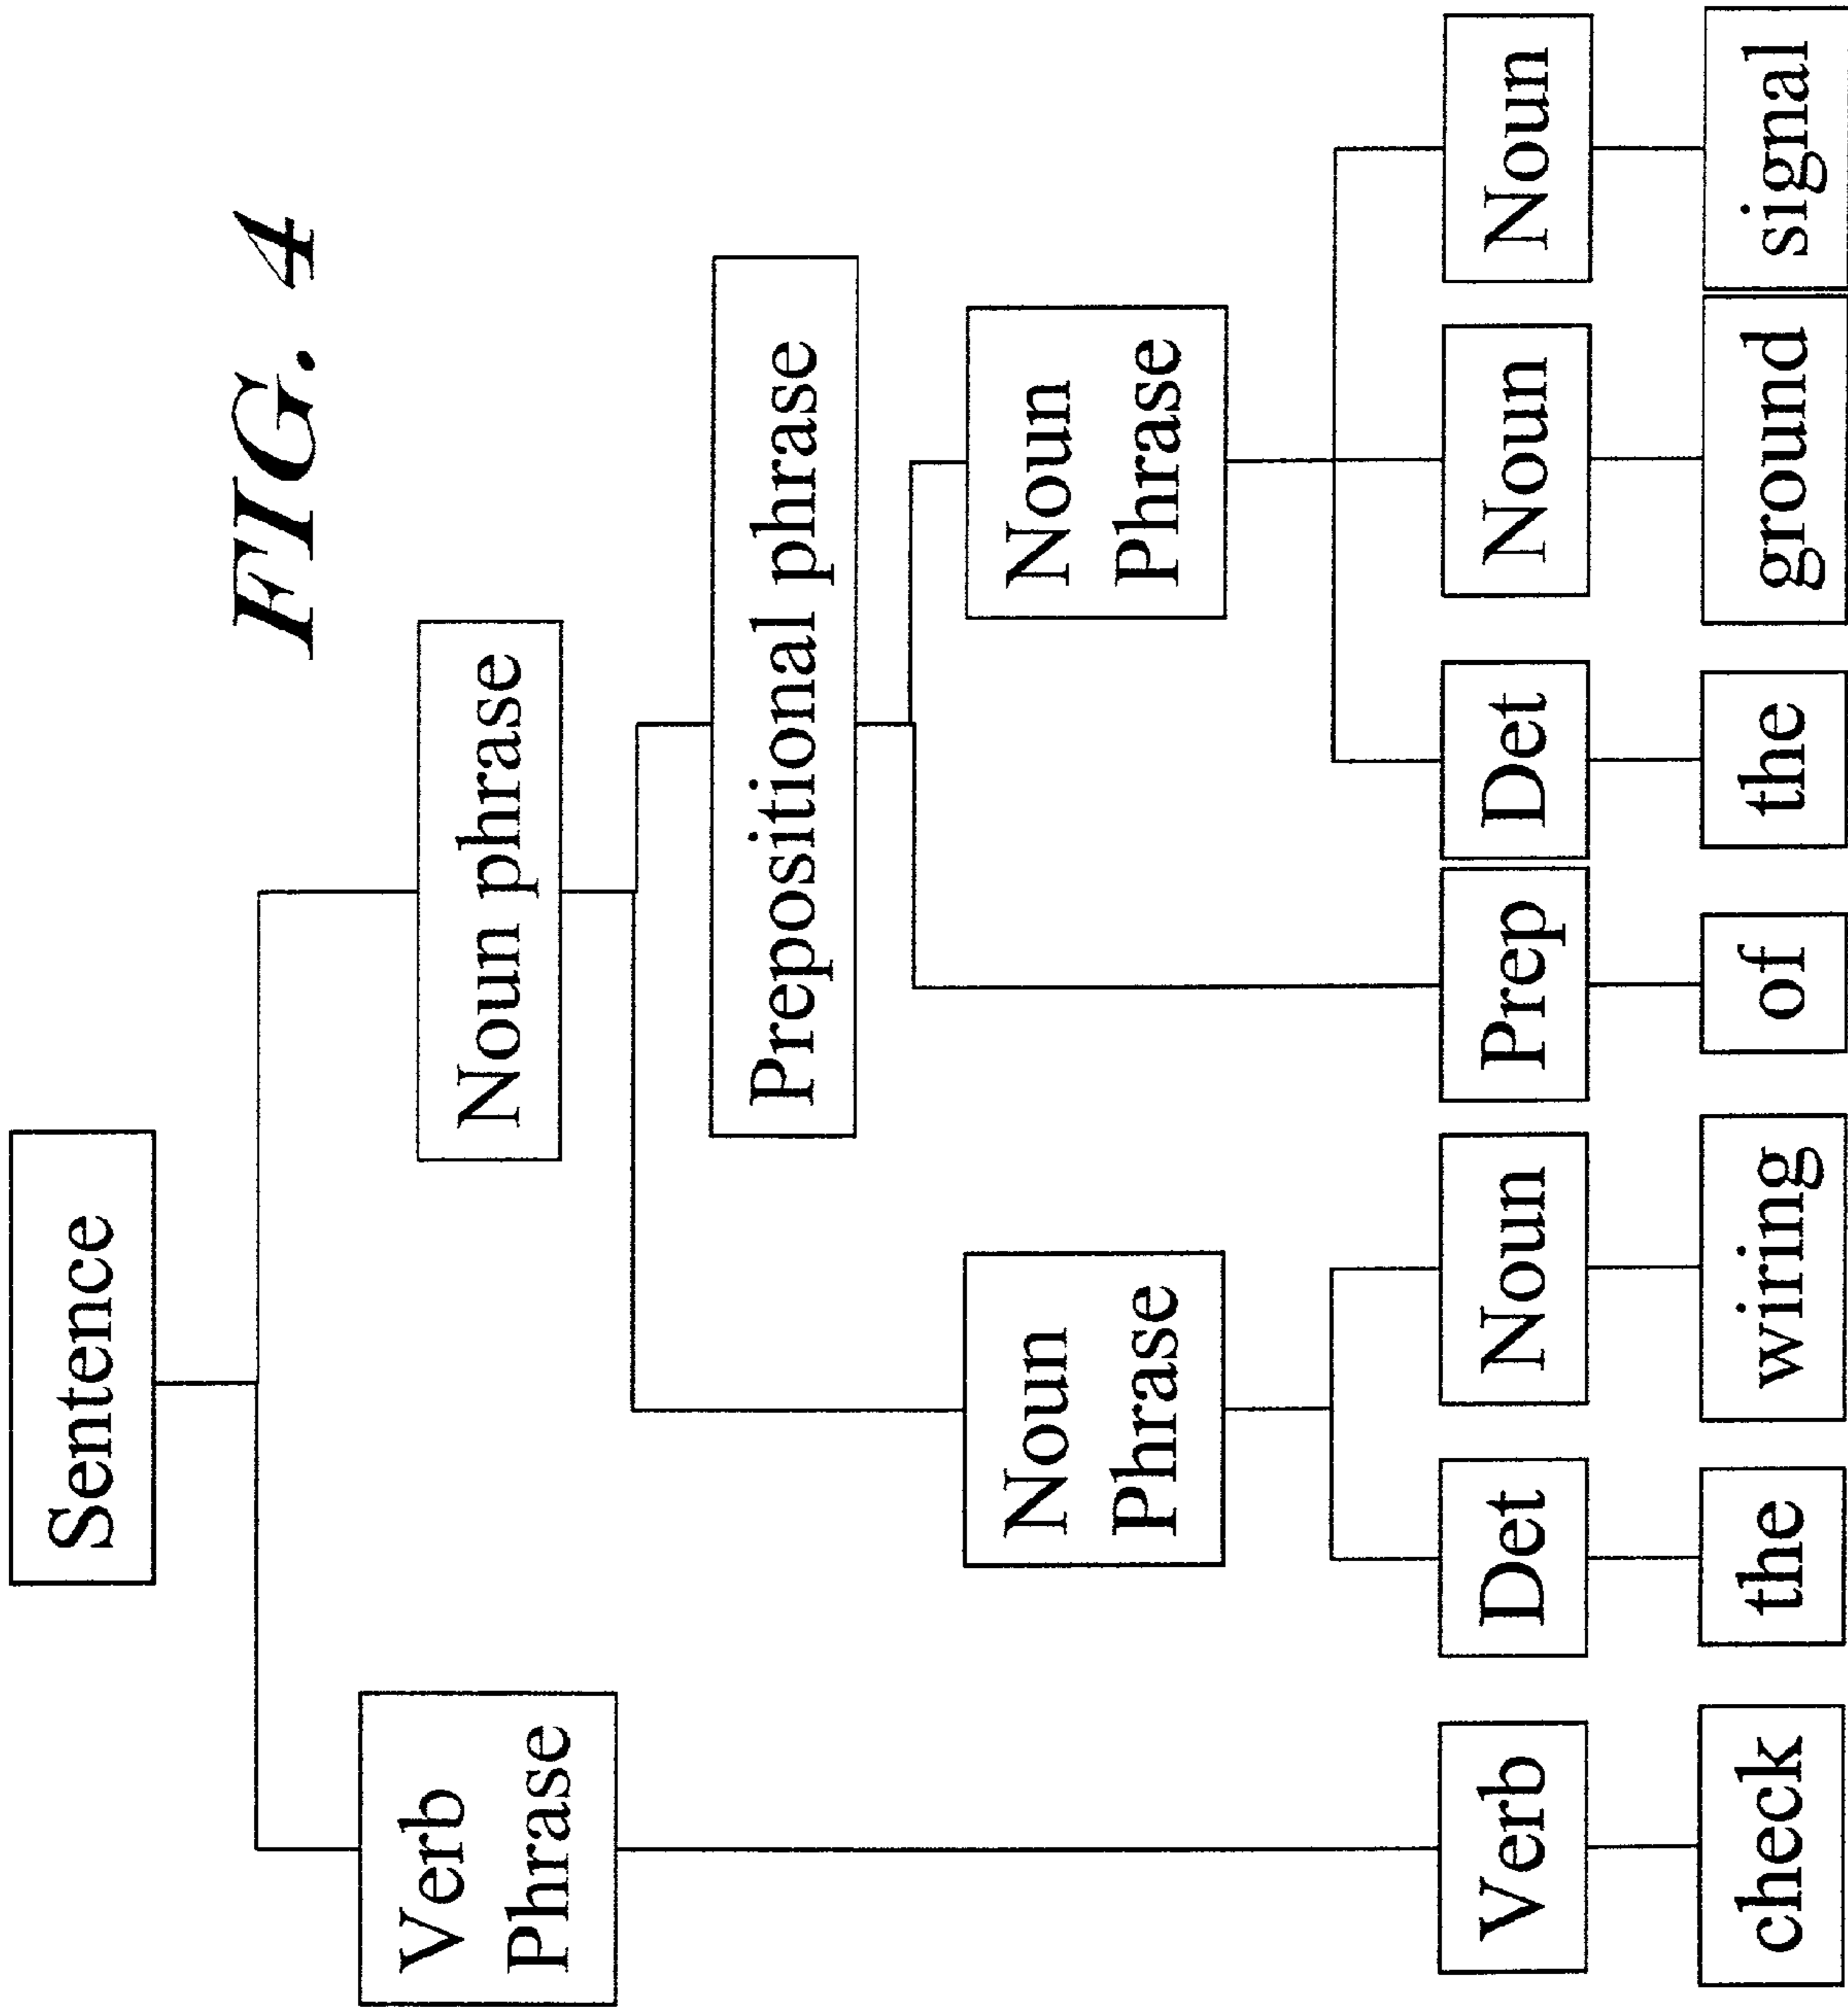 FIG. 4
Sentence
Verb
Phrase
Noun phrase
Prepositional phrase
Noun
Phrase
Noun
Phrase
Verb
Det
Noun
Prep
Det
Noun
Noun
check
the
wiring
of
the
ground
signal